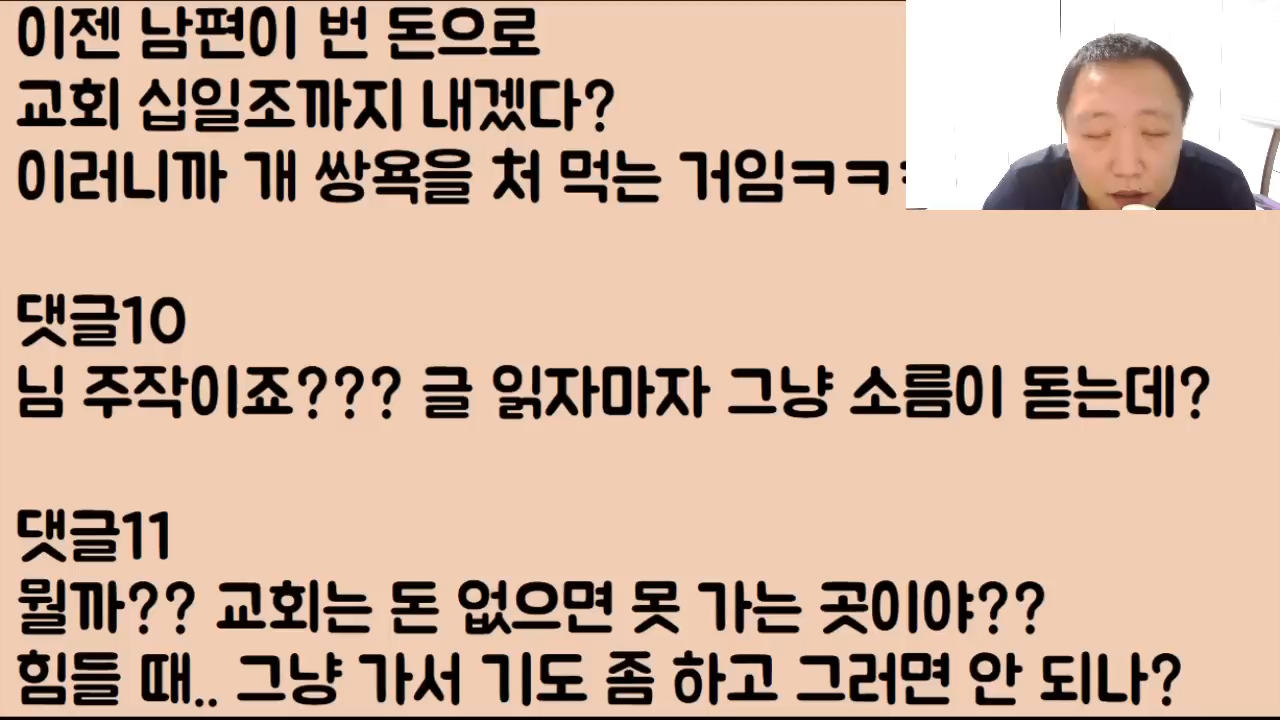 이젠 남편이 번 돈으로
교회 십일조까지 내겠다?
이러니까 개 쌍욕을 처 먹는 거임ㅋㅋ
댓글10
님 주작이죠??? 글 읽자마자 그냥 소름이 돋는데?
댓글11
뭘까?? 교회는 돈 없으면 못 가는 곳이야??
힘들 때.. 그냥 가서 기도 좀 하고 그러면 안 되나?